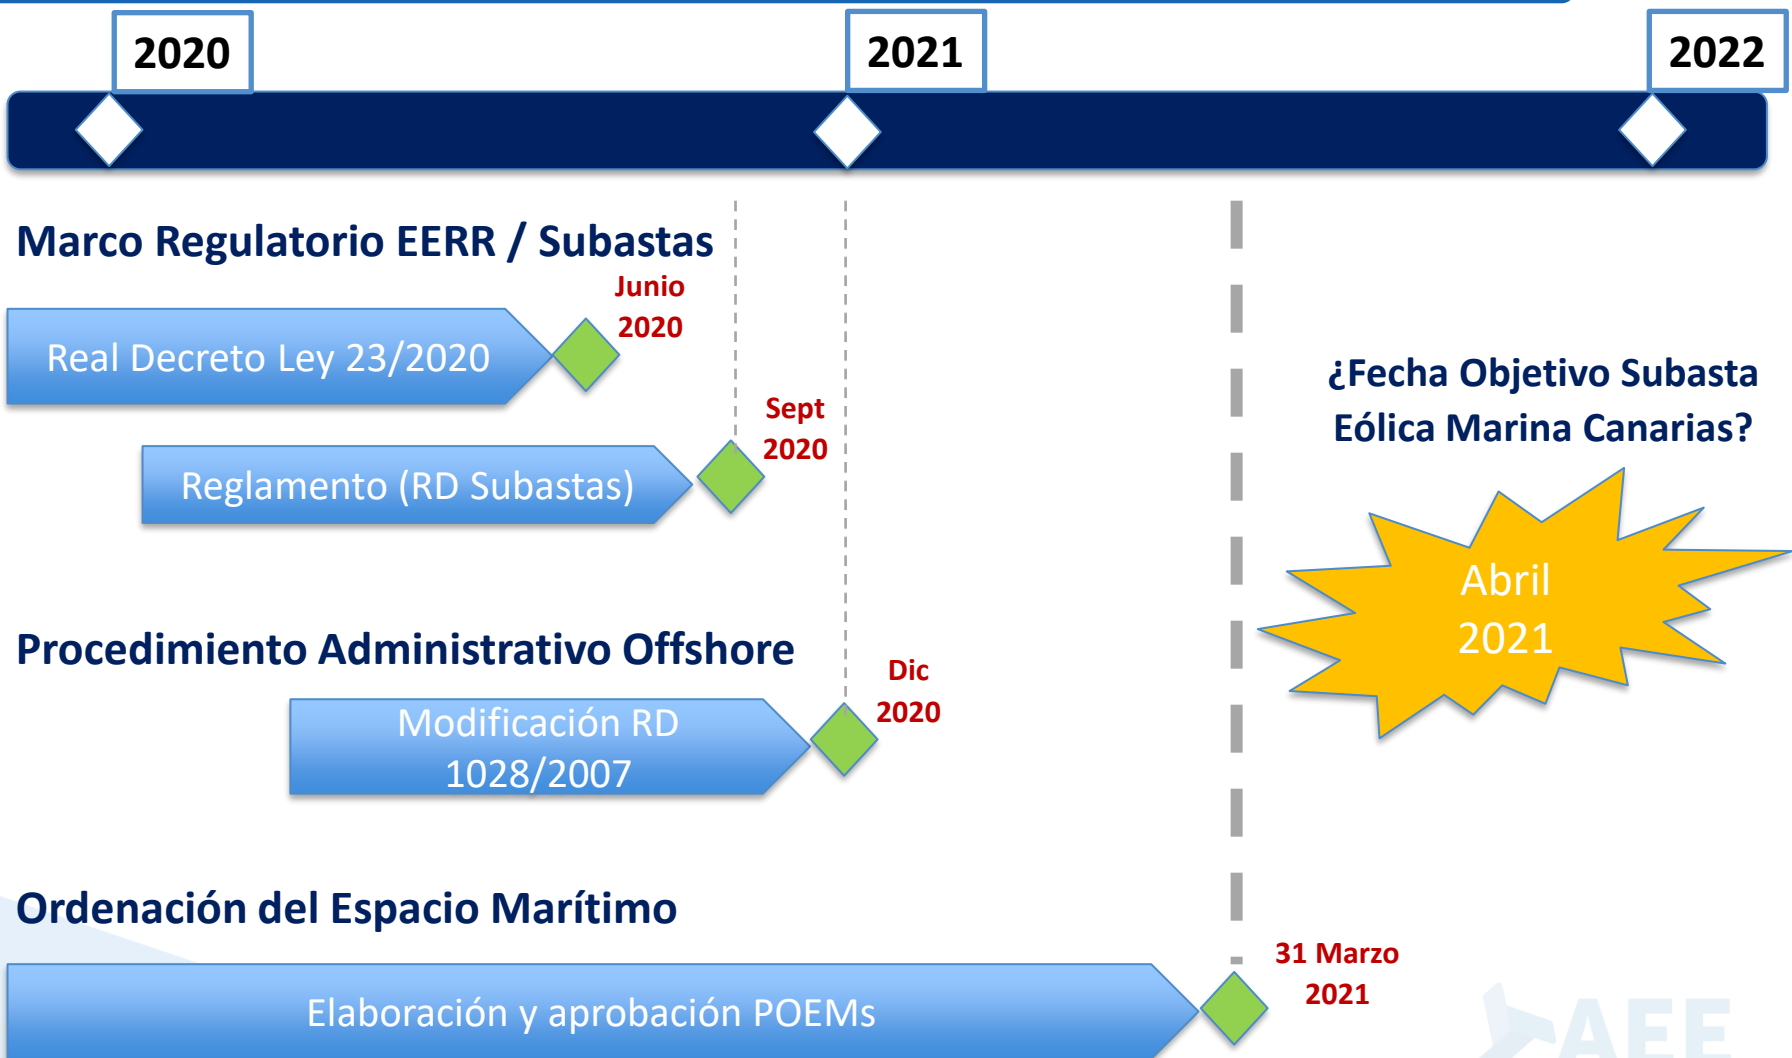 2020
2021
2022
Marco Regulatorio EERR / Subastas
Junio
2020
Real Decreto Ley 23/2020
Sept
2020
Reglamento (RD Subastas)
¿Fecha Objetivo Subasta
Eólica Marina Canarias?
Abril
2021
Procedimiento Administrativo Offshore
Dic
2020
Modificación RD
1028/2007
Ordenación del Espacio Marítimo
31 Marzo
2021
Elaboración y aprobación POEMs
AEE